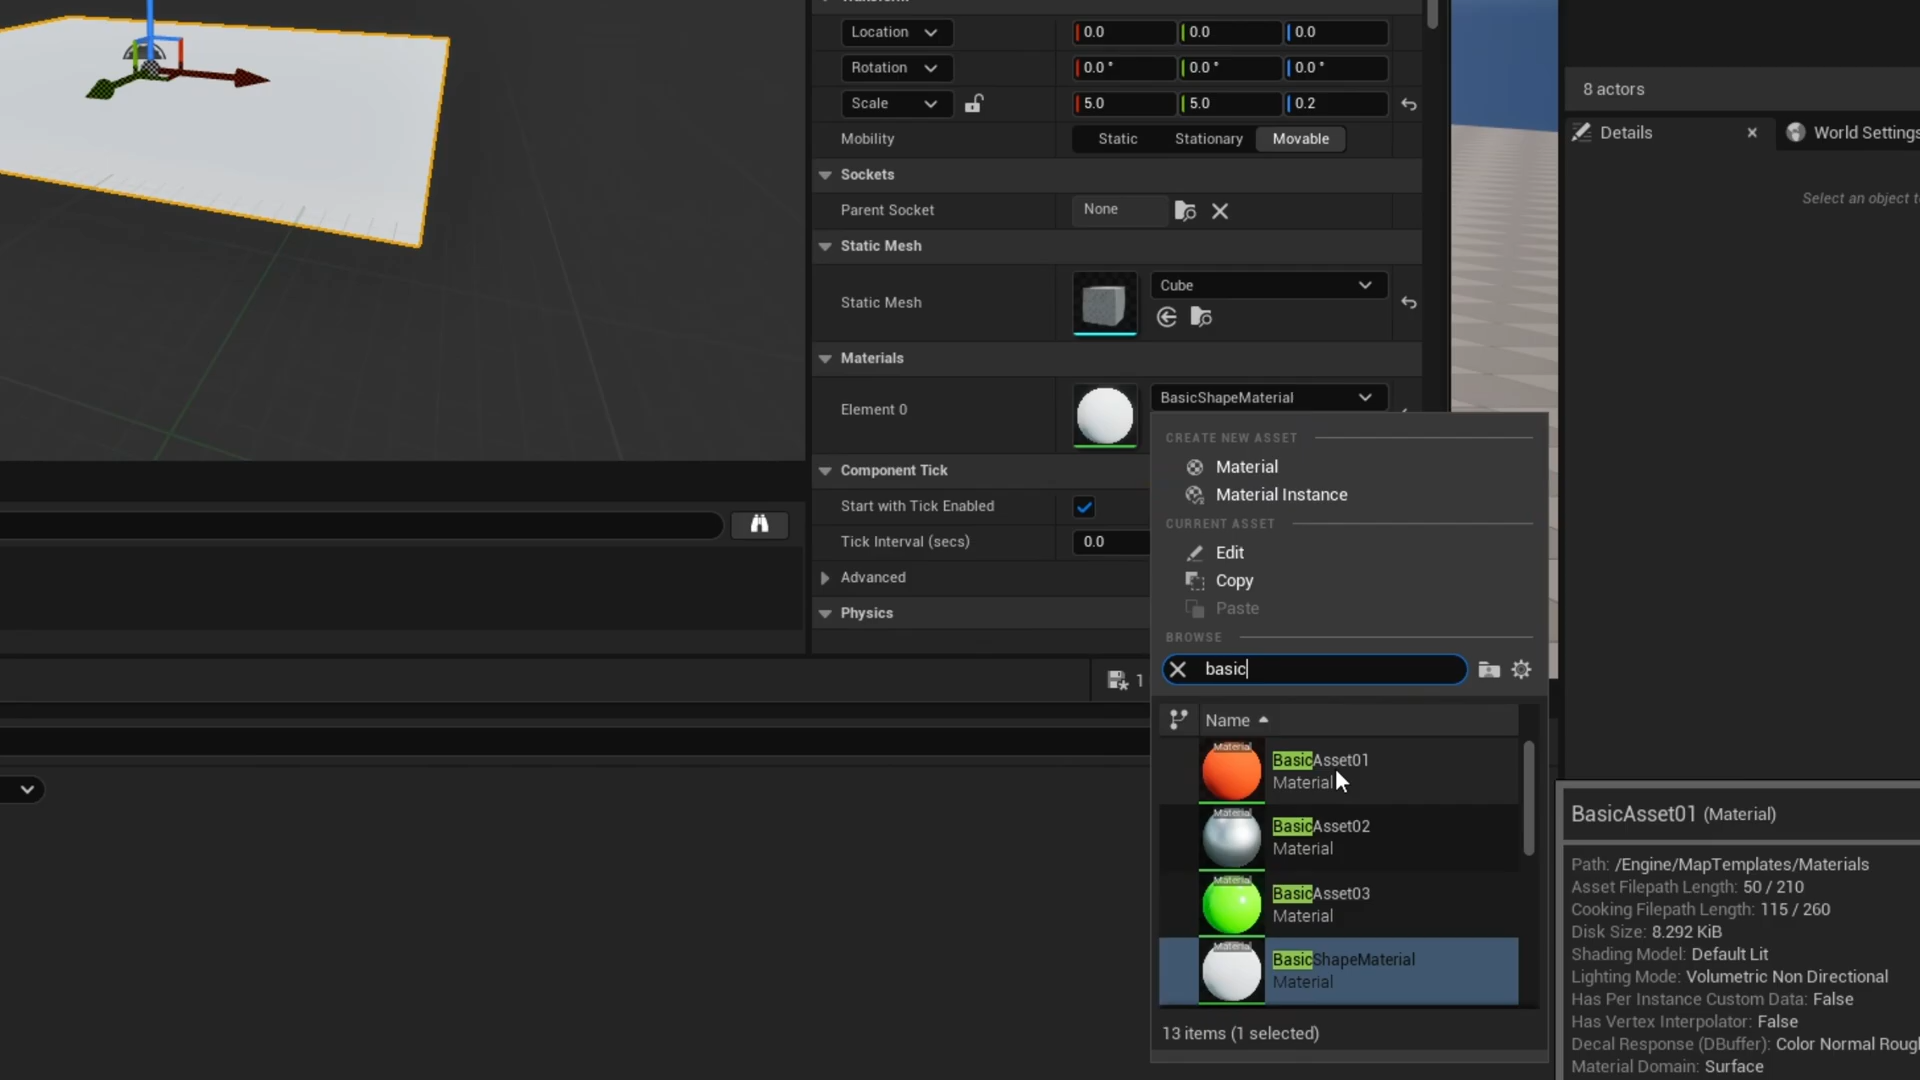 Location 0.0 0.0 0.0
Rotation 0.0 ° 0.0 ° 0.0 °
Scale 5.0 5.0 0.2
Mobility Static Stationary Movable
Sockets
Parent Socket None
Static Mesh
Static Mesh Cube
Materials
Element 0 BasicShapeMaterial
Component Tick
Start with Tick Enabled
Tick Interval (secs) 0.0
Advanced
Physics
1
CREATE NEW ASSET
Material
Material Instance
CURRENT ASSET
Edit
Copy
Paste
BROWSE
basic
Name
Material
BasicAsset01
Material
Material
BasicAsset02
Material
Material
BasicAsset03
Material
Material
BasicShapeMaterial
Material
13 items (1 selected)
8 actors
Details World Settings
Select an object
BasicAsset01 (Material)
Path: /Engine/MapTemplates/Materials
Asset Filepath Length: 50 / 210
Cooking Filepath Length: 115 / 260
Disk Size: 8.292 KiB
Shading Model: Default Lit
Lighting Mode: Volumetric Non Directional
Has Per Instance Custom Data: False
Has Vertex Interpolator: False
Decal Response (DBuffer): Color Normal
Material Domain: Surface